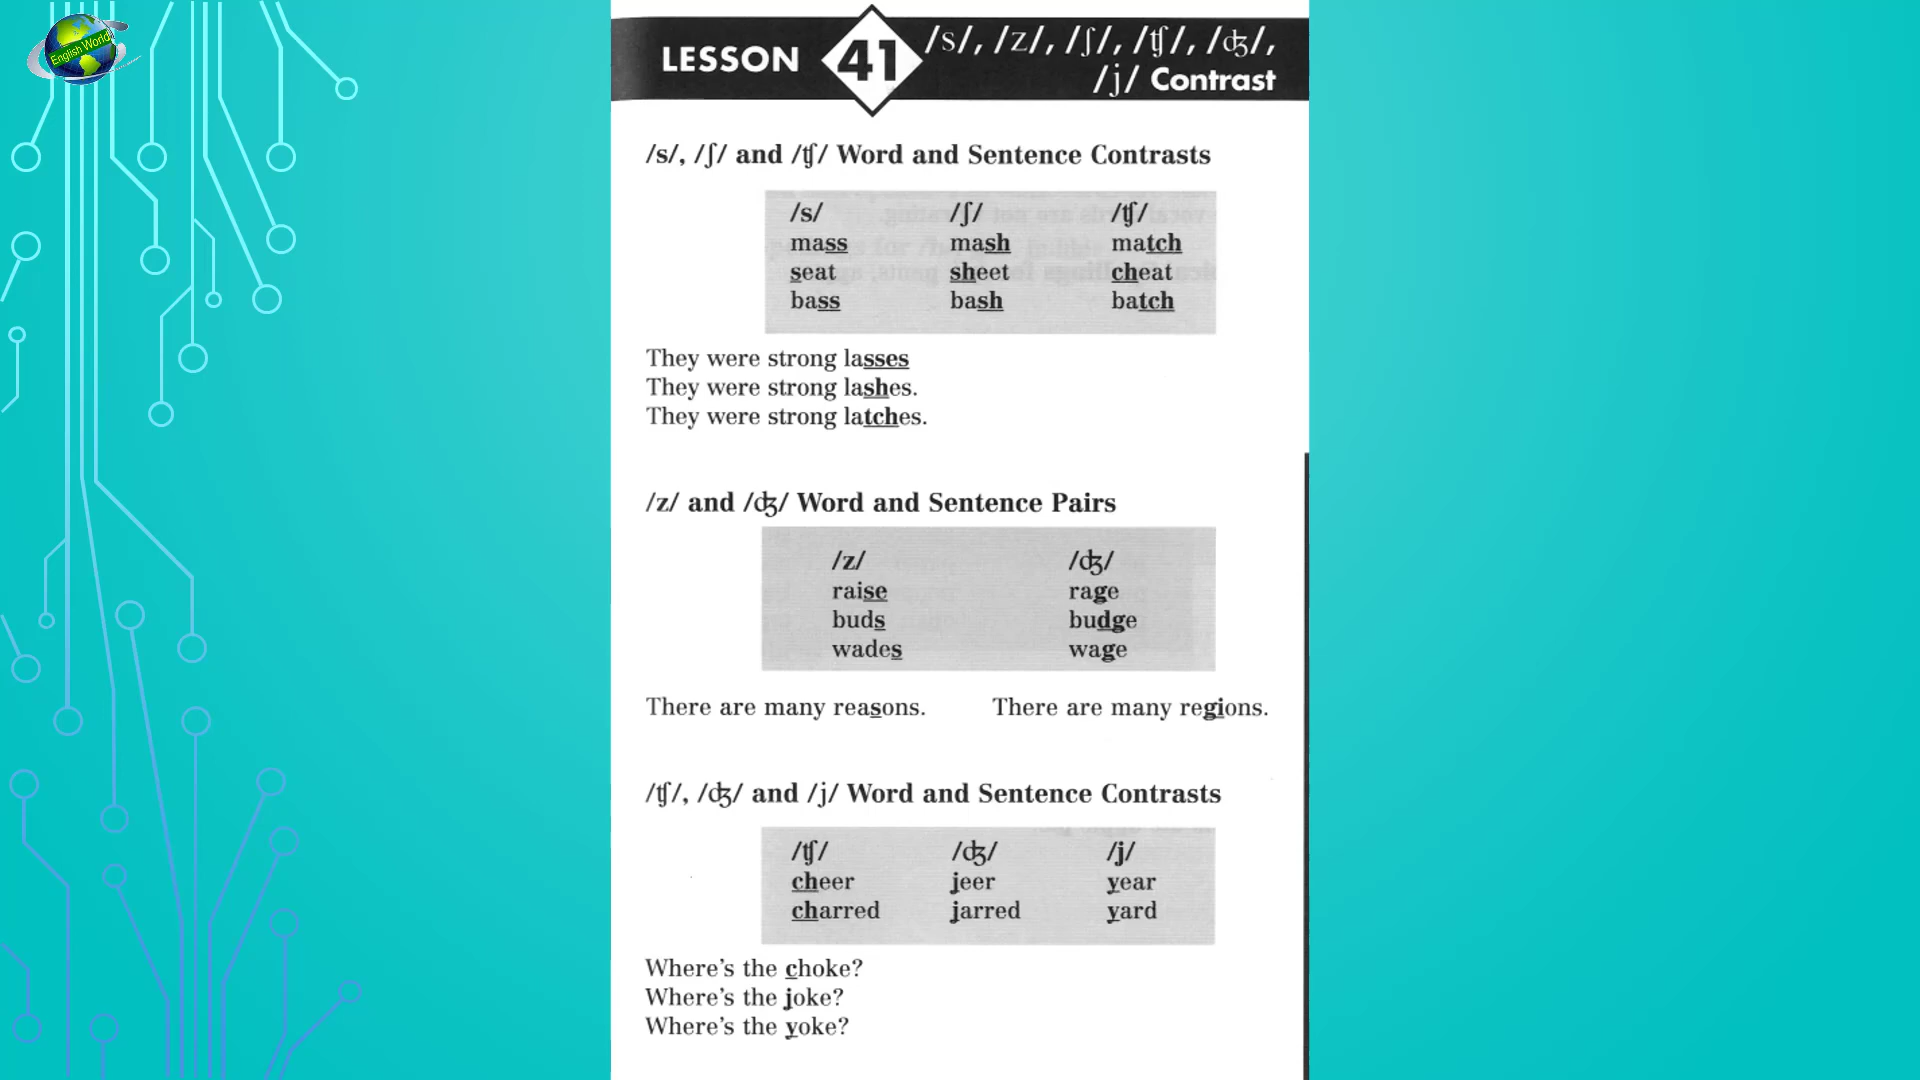 English World
LESSON 41 /s/, /z/, /ʃ/, /ʧ/, /ʤ/,
/j/ Contrast
/s/, /ʃ/ and /ʧ/ Word and Sentence Contrasts
/s/ /ʃ/ /ʧ/
mass mash match
seat sheet cheat
bass bash batch
They were strong lasses
They were strong lashes.
They were strong latches.
/z/ and /ʤ/ Word and Sentence Pairs
/z/ /ʤ/
raise rage
buds budge
wades wage
There are many reasons. There are many regions.
/ʧ/, /ʤ/ and /j/ Word and Sentence Contrasts
/ʧ/ /ʤ/ /j/
cheer jeer year
charred jarred yard
Where's the choke?
Where's the joke?
Where's the yoke?